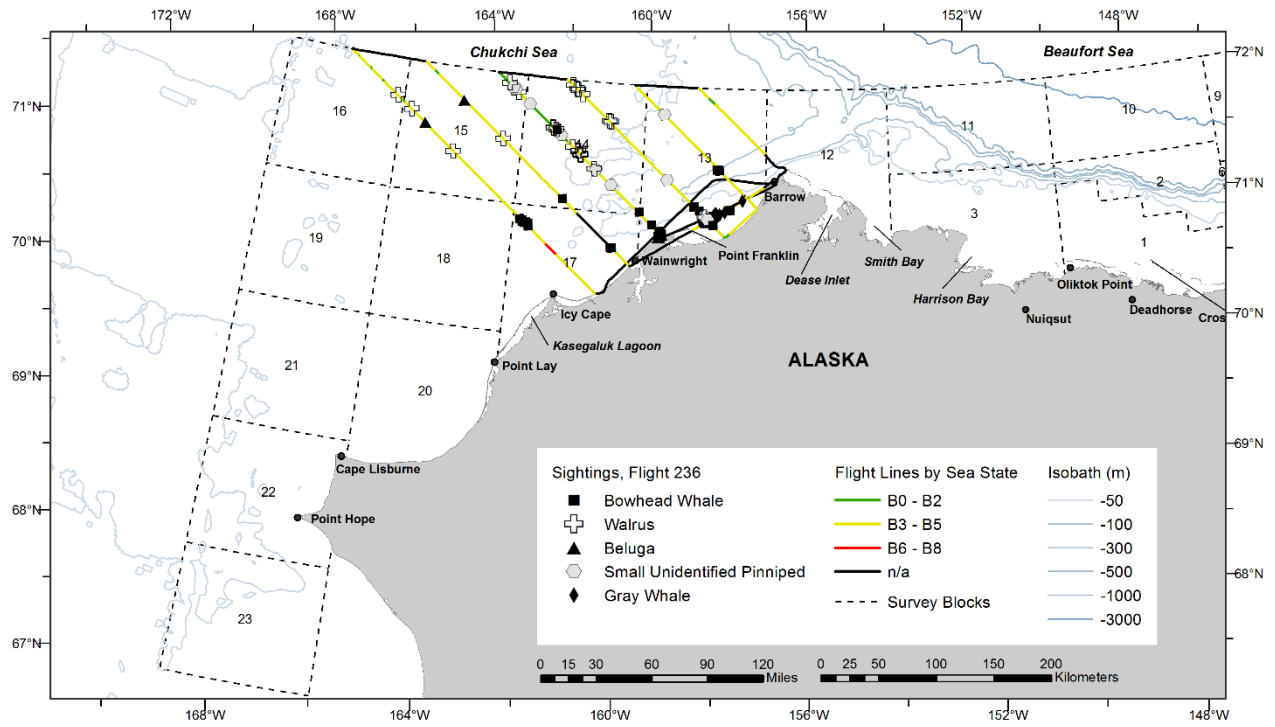 172°W 168°W 164°W 160°W 156°W 152°W 148°W
Chukchi Sea Beaufort Sea
72°N
71°N
16
15
14
13
12
11
10
9
6
2
71°N
3
1
Barrow
Point Franklin
Wainwright
Dease Inlet
Smith Bay
Harrison Bay
Oliktok Point
Nuiqsut
Deadhorse
Cros
70°N
19
18
17
Icy Cape
Kasegaluk Lagoon
70°N
Point Lay
ALASKA
69°N
21
20
69°N
Cape Lisburne
22
Point Hope
68°N
68°N
23
67°N
Sightings, Flight 236
Bowhead Whale
Walrus
Beluga
Small Unidentified Pinniped
Gray Whale
Flight Lines by Sea State
B0 - B2
B3 - B5
B6 - B8
n/a
Survey Blocks
Isobath (m)
-50
-100
-300
-500
-1000
-3000
0 15 30 60 90 120
Miles
0 25 50 100 150 200
Kilometers
168°W 164°W 160°W 156°W 152°W 148°W